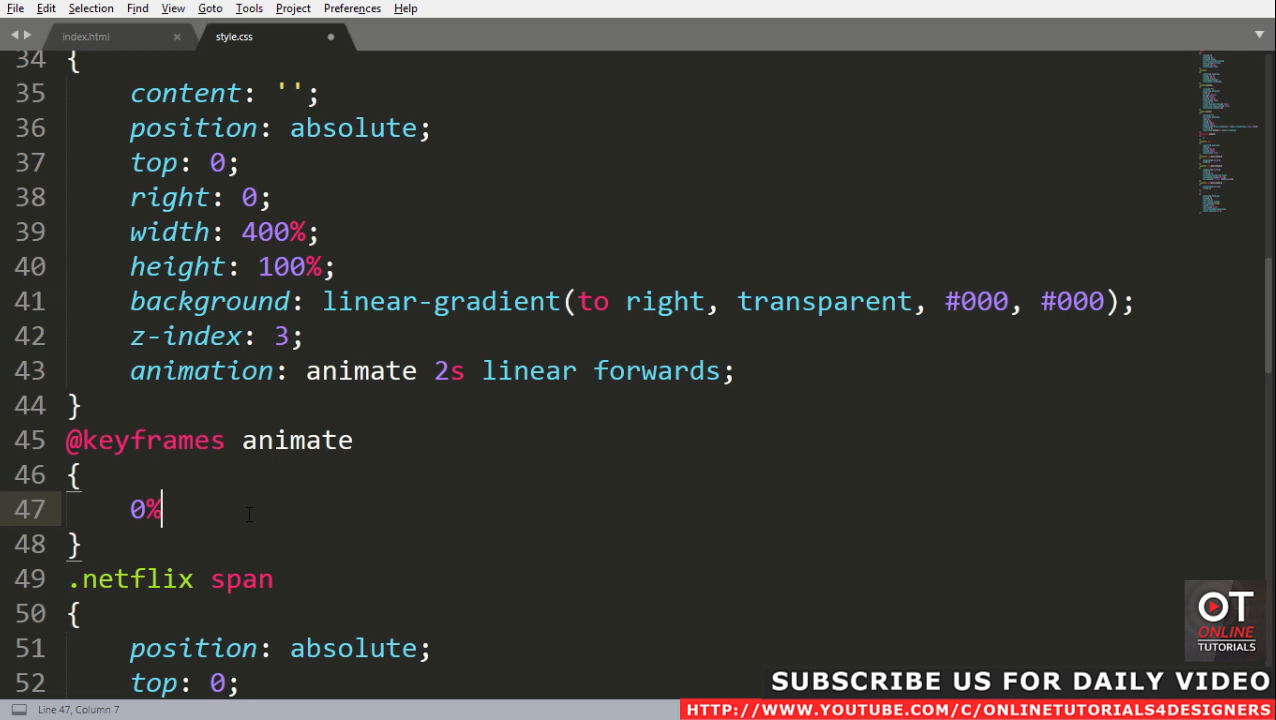 File Edit Selection Find View Goto Tools Project Preferences Help
index.html × style.css
34 {
35 content: '';
36 position: absolute;
37 top: 0;
38 right: 0;
39 width: 400%;
40 height: 100%;
41 background: linear-gradient(to right, transparent, #000, #000);
42 z-index: 3;
43 animation: animate 2s linear forwards;
44 }
45 @keyframes animate
46 {
47 0%
48 }
49 .netflix span
50 {
51 position: absolute;
52 top: 0;
OT
ONLINE
TUTORIALS
SUBSCRIBE US FOR DAILY VIDEO
Line 47, Column 7
HTTP://WWW.YOUTUBE.COM/C/ONLINETUTORIALS4DESIGNERS